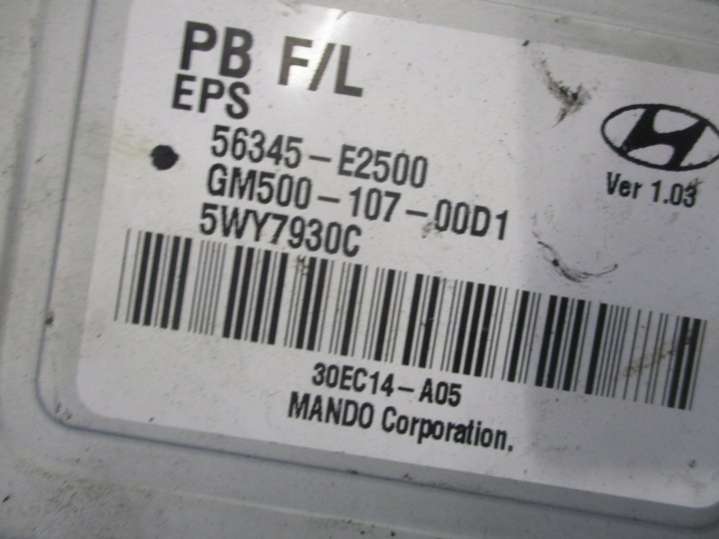 PB F/L
EPS
56345-E2500
GM500-107-00D1
5WY7930C
Ver 1.03
30EC14-A05
MANDO Corporation.